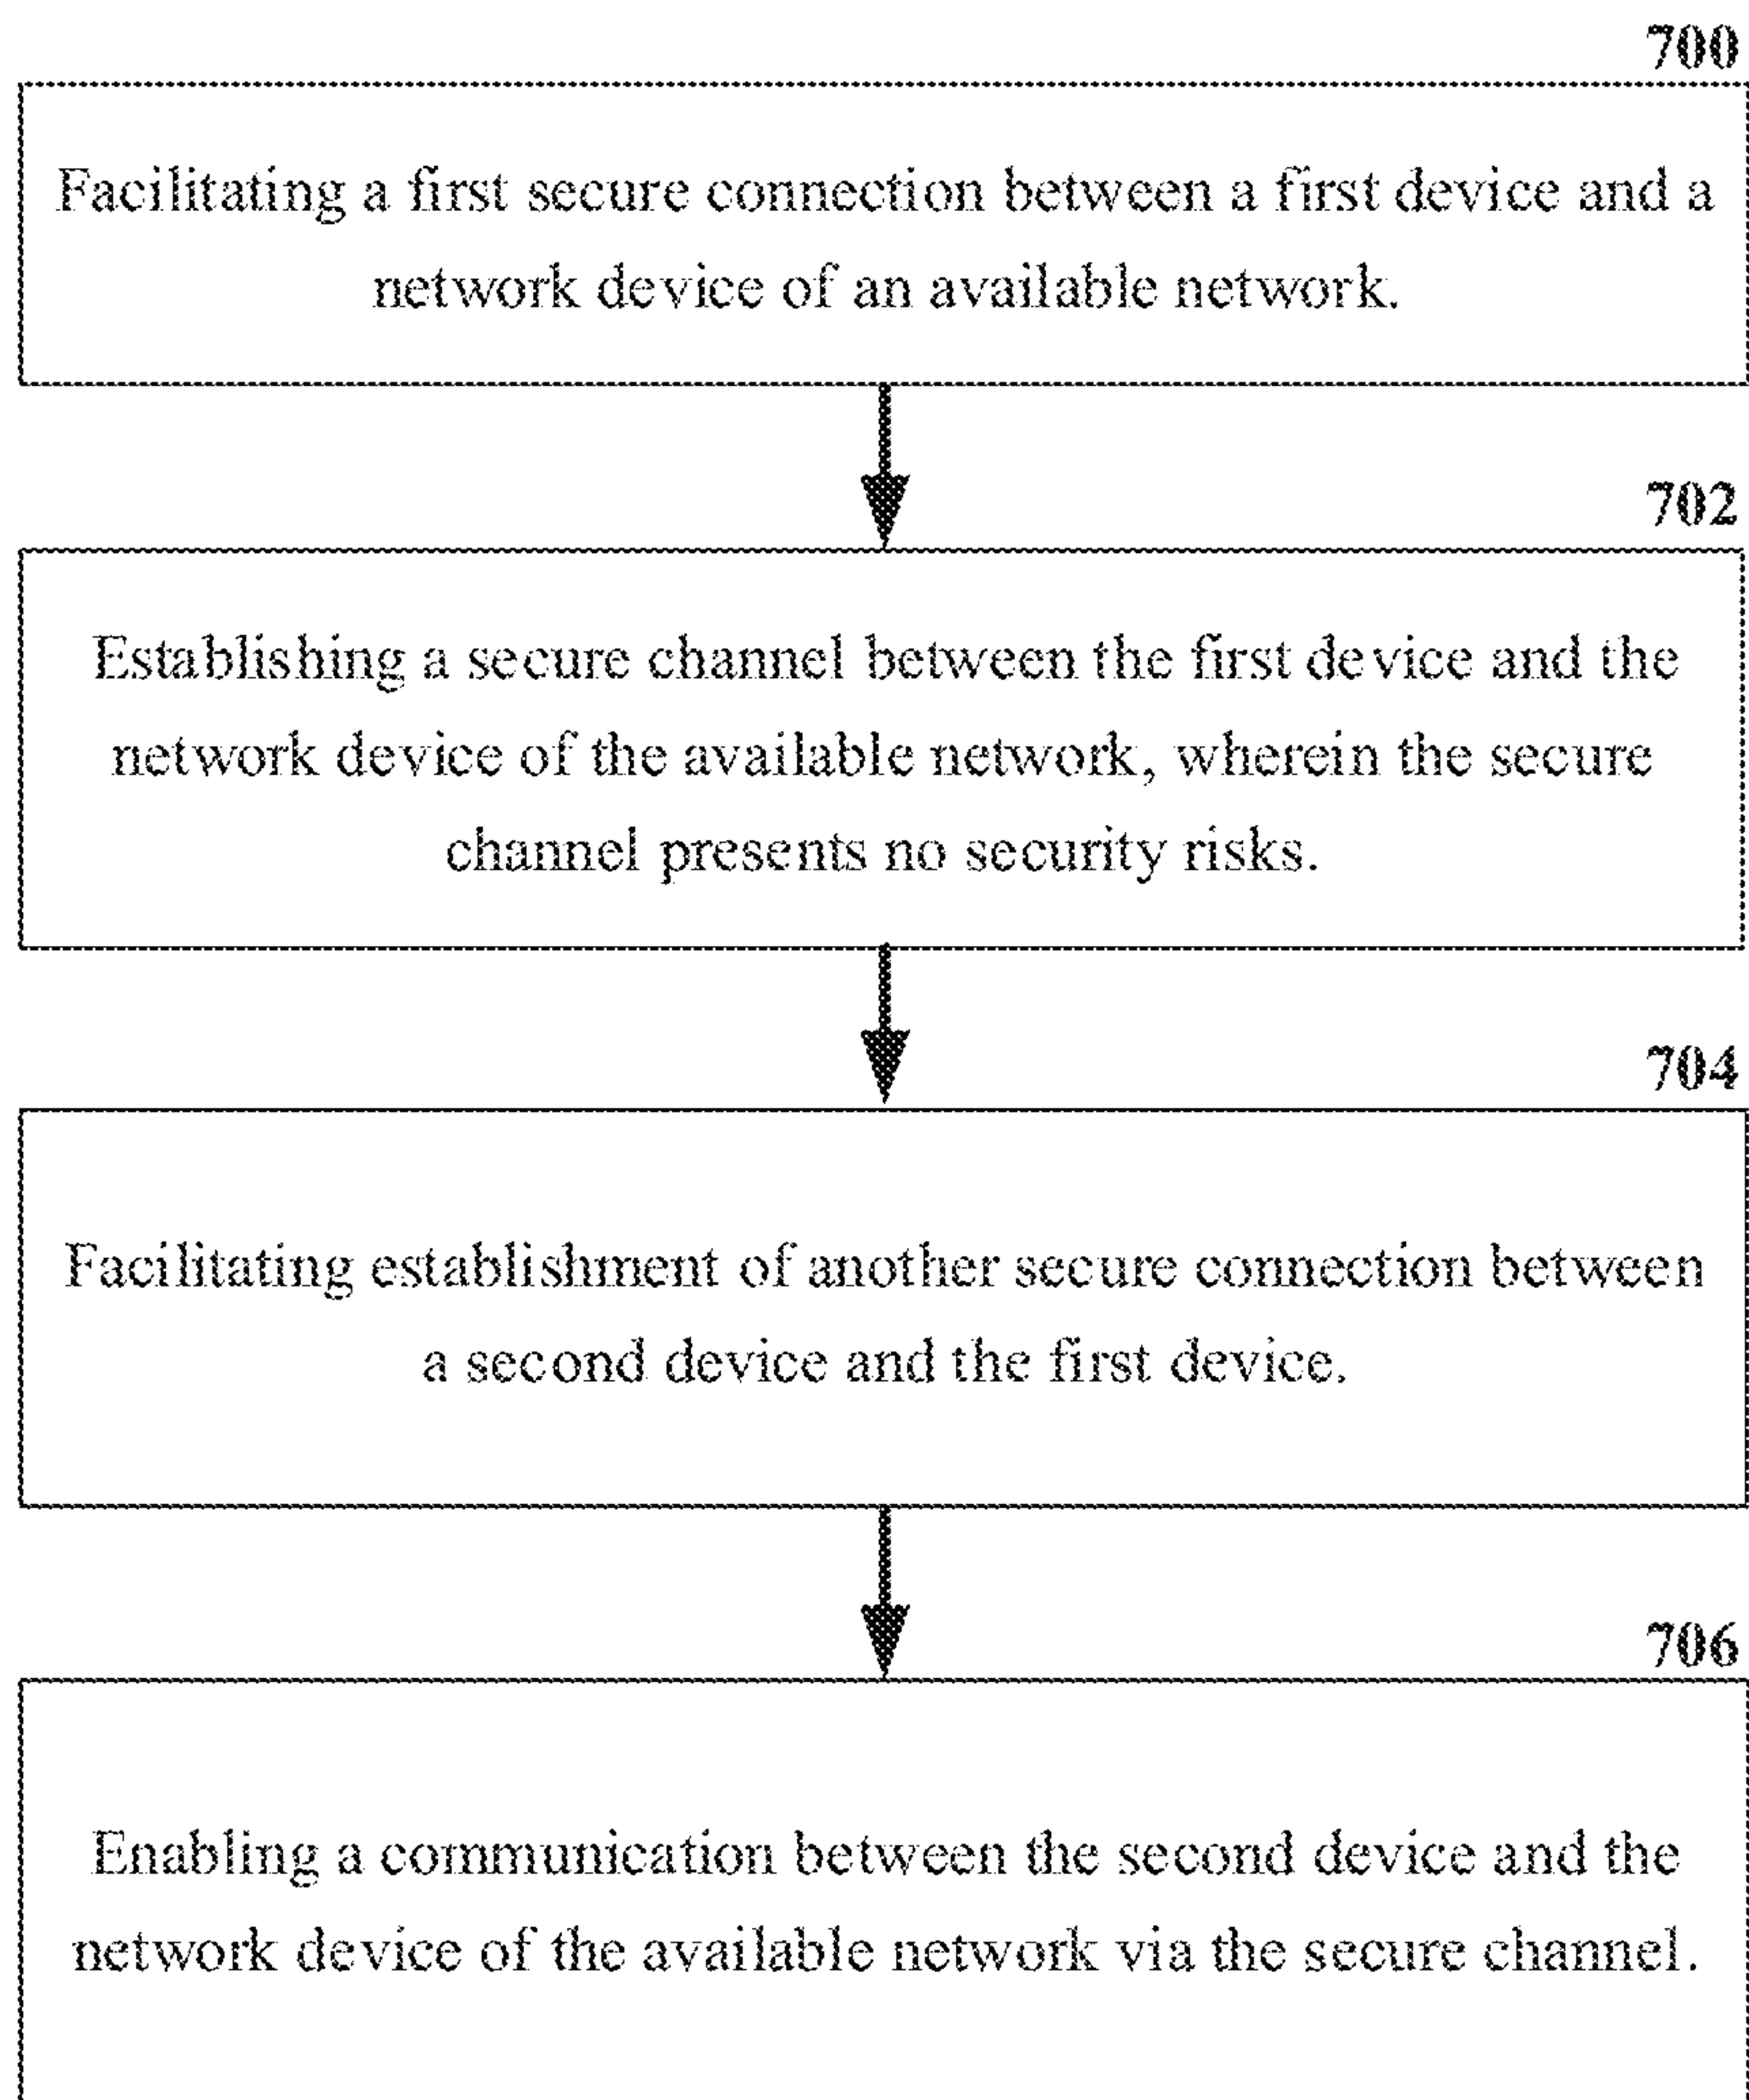 700
Facilitating a first secure connection between a first device and a
network device of an available network.
702
Establishing a secure channel between the first device and the
network device of the available network, wherein the secure
channel presents no security risks.
704
Facilitating establishment of another secure connection between
a second device and the first device.
706
Enabling a communication between the second device and the
network device of the available network via the secure channel.